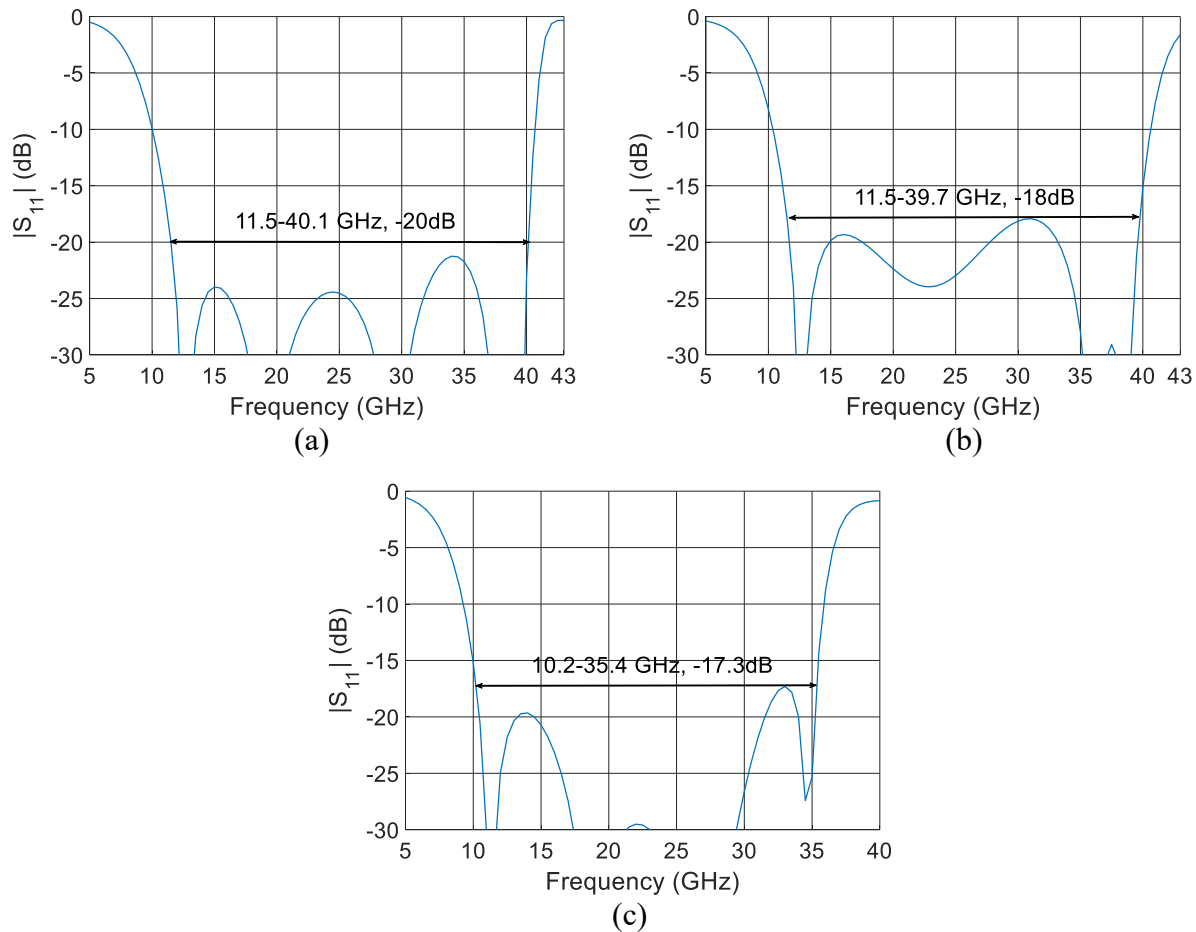 0
-5
-10
-15
-20
-25
-30
|S11| (dB)
11.5-40.1 GHz, -20dB
5 10 15 20 25 30 35 40 43
Frequency (GHz)
(a)
0
-5
-10
-15
-20
-25
-30
|S11| (dB)
11.5-39.7 GHz, -18dB
5 10 15 20 25 30 35 40 43
Frequency (GHz)
(b)
0
-5
-10
-15
-20
-25
-30
|S11| (dB)
10.2-35.4 GHz, -17.3dB
5 10 15 20 25 30 35 40
Frequency (GHz)
(c)